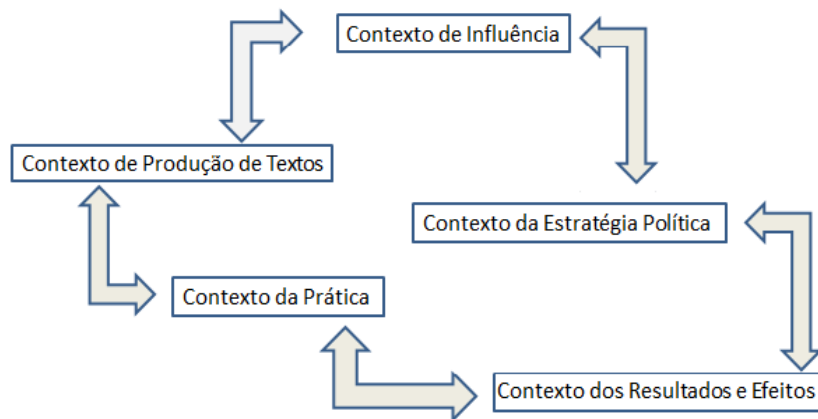 Contexto de Influência
Contexto de Produção de Textos
Contexto da Estratégia Política
Contexto da Prática
Contexto dos Resultados e Efeitos